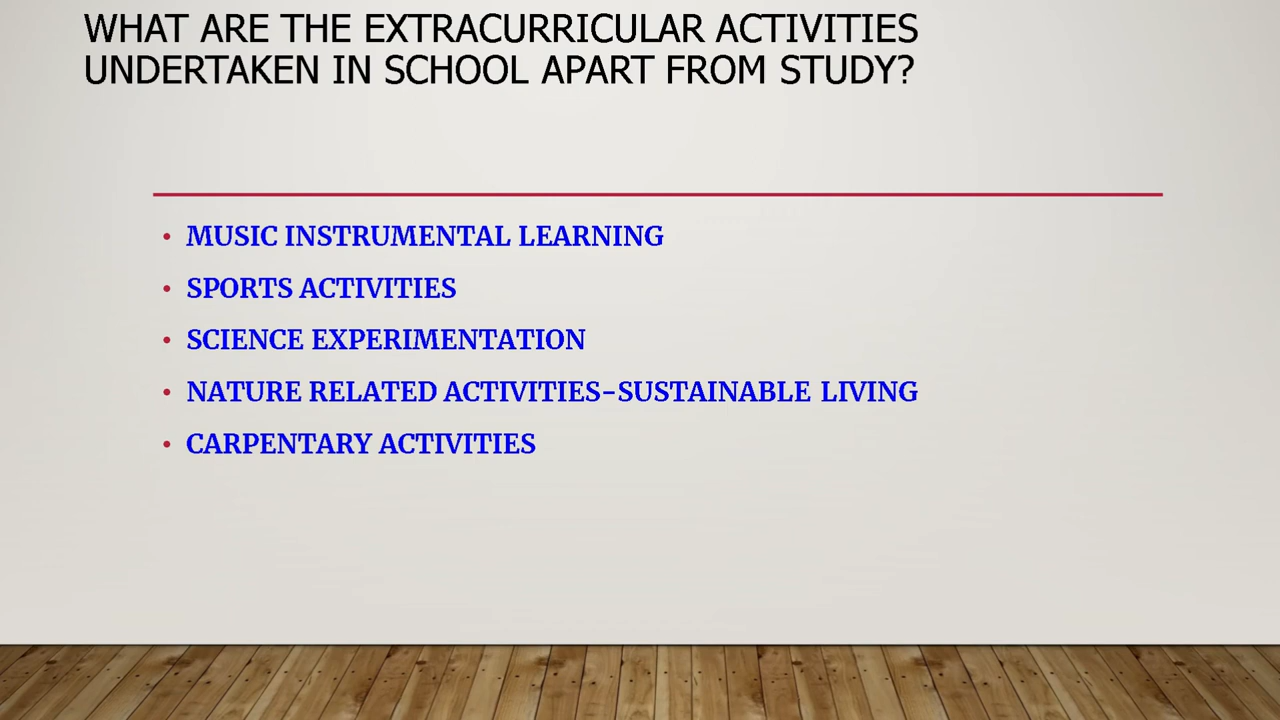 WHAT ARE THE EXTRACURRICULAR ACTIVITIES
UNDERTAKEN IN SCHOOL APART FROM STUDY?
• MUSIC INSTRUMENTAL LEARNING
• SPORTS ACTIVITIES
• SCIENCE EXPERIMENTATION
• NATURE RELATED ACTIVITIES-SUSTAINABLE LIVING
• CARPENTARY ACTIVITIES